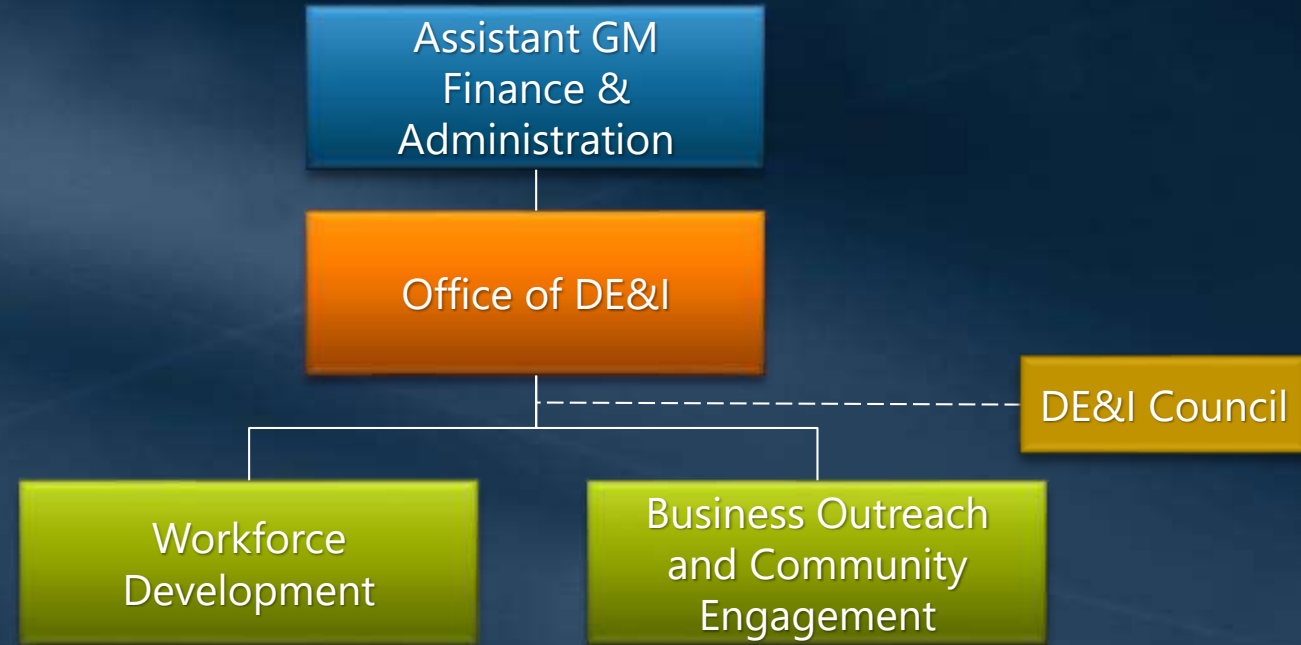 Assistant GM
Finance &
Administration
Office of DE&I
DE&I Council
Workforce
Development
Business Outreach
and Community
Engagement